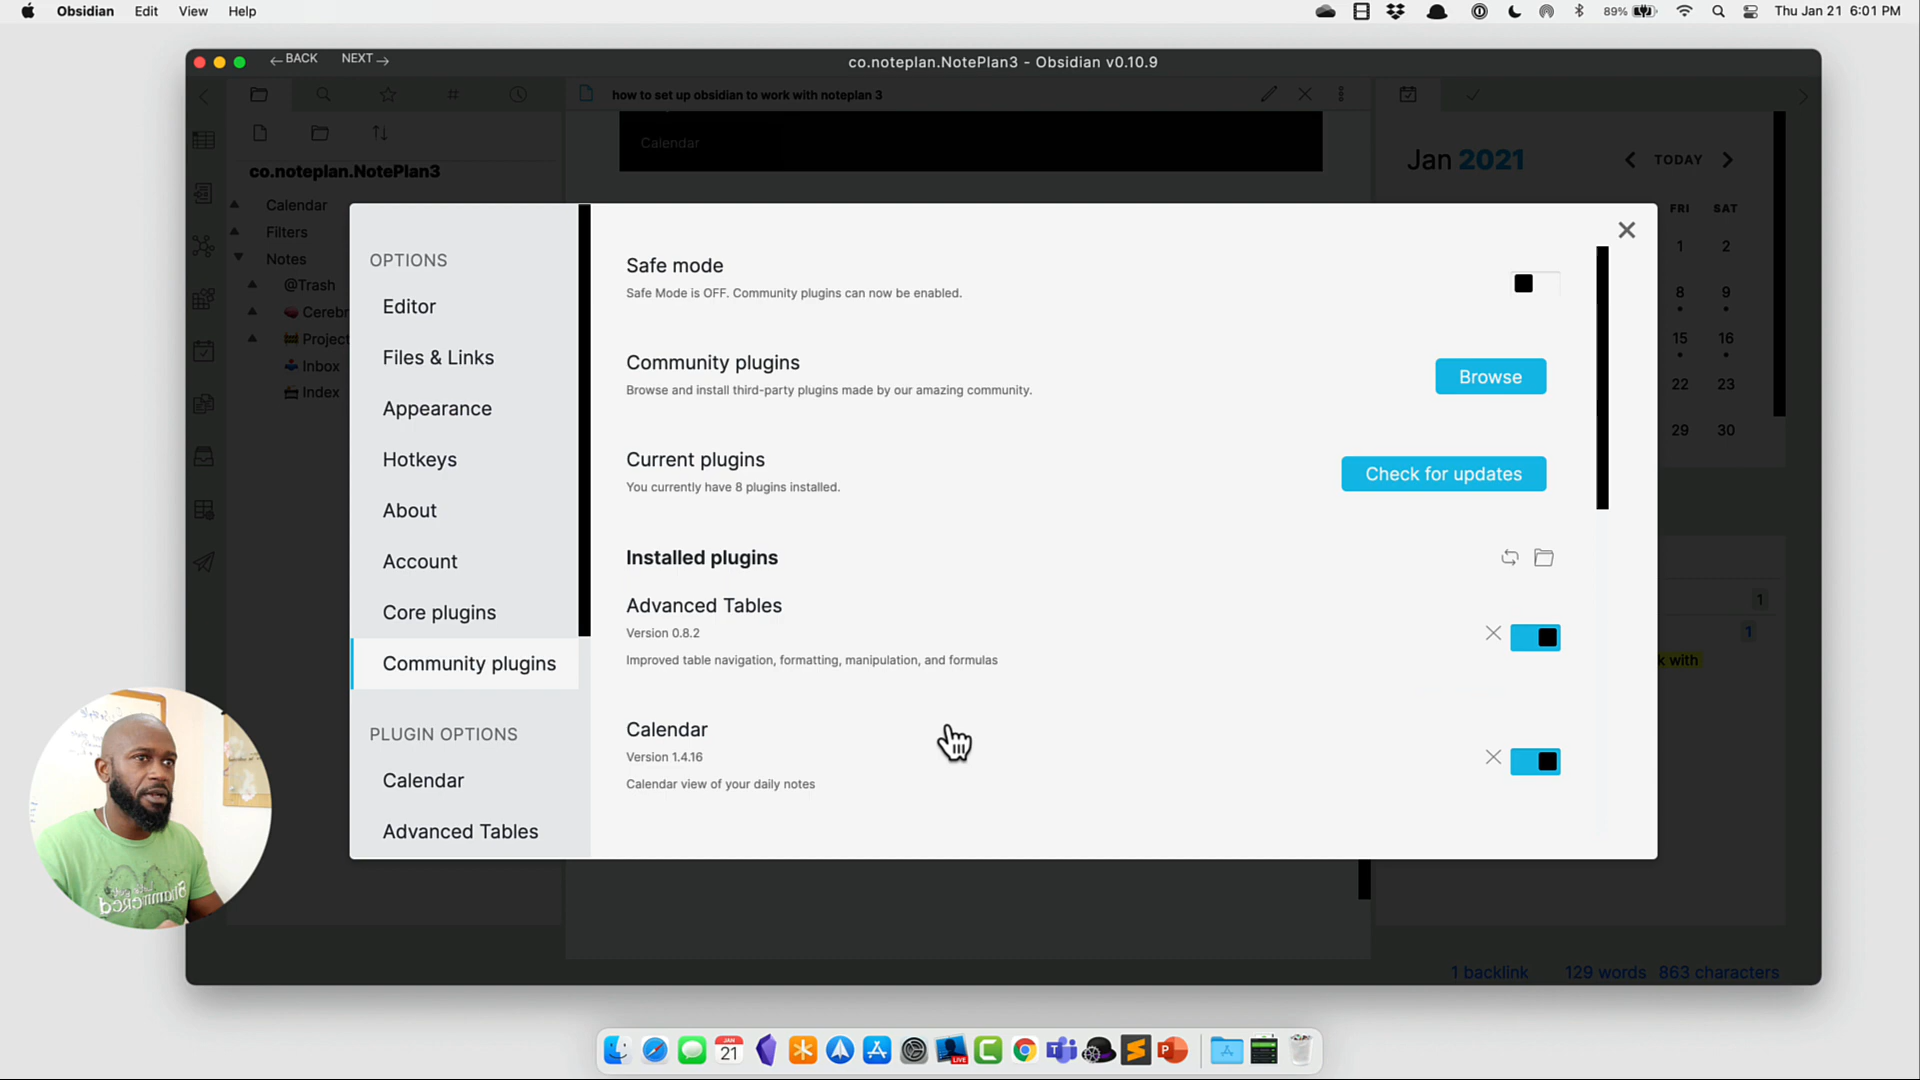 Obsidian Edit View Help
89% Thu Jan 21 6:01 PM
BACK NEXT
co.noteplan.NotePlan3 - Obsidian v0.10.9
how to set up obsidian to work with noteplan 3
Calendar
co.noteplan.NotePlan3
Calendar
Filters
Notes
@Trash
Cerebr
Project
Inbox
Index
Jan 2021
TODAY
FRI SAT
1 2
8 9
15 16
22 23
29 30
1
1
k with
OPTIONS
Editor
Files & Links
Appearance
Hotkeys
About
Account
Core plugins
Community plugins
PLUGIN OPTIONS
Calendar
Advanced Tables
Safe mode
Safe Mode is OFF. Community plugins can now be enabled.
Community plugins
Browse and install third-party plugins made by our amazing community.
Browse
Current plugins
You currently have 8 plugins installed.
Check for updates
Installed plugins
Advanced Tables
Version 0.8.2
Improved table navigation, formatting, manipulation, and formulas
Calendar
Version 1.4.16
Calendar view of your daily notes
1 backlink 129 words 863 characters
JAN
21
LIVE